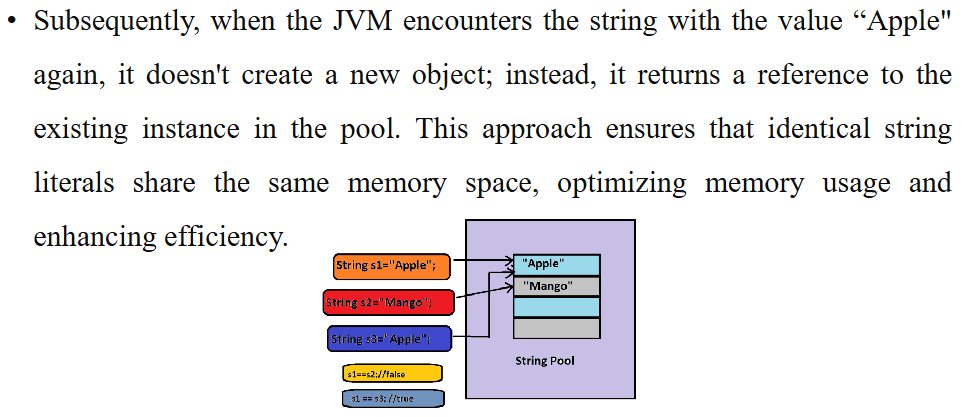 • Subsequently, when the JVM encounters the string with the value “Apple"
again, it doesn't create a new object; instead, it returns a reference to the
existing instance in the pool. This approach ensures that identical string
literals share the same memory space, optimizing memory usage and
enhancing efficiency.
String s1="Apple";
"Apple"
String s2="Mango";
"Mango"
String s3="Apple";
String Pool
s1==s2;//false
s1 == s3; //true